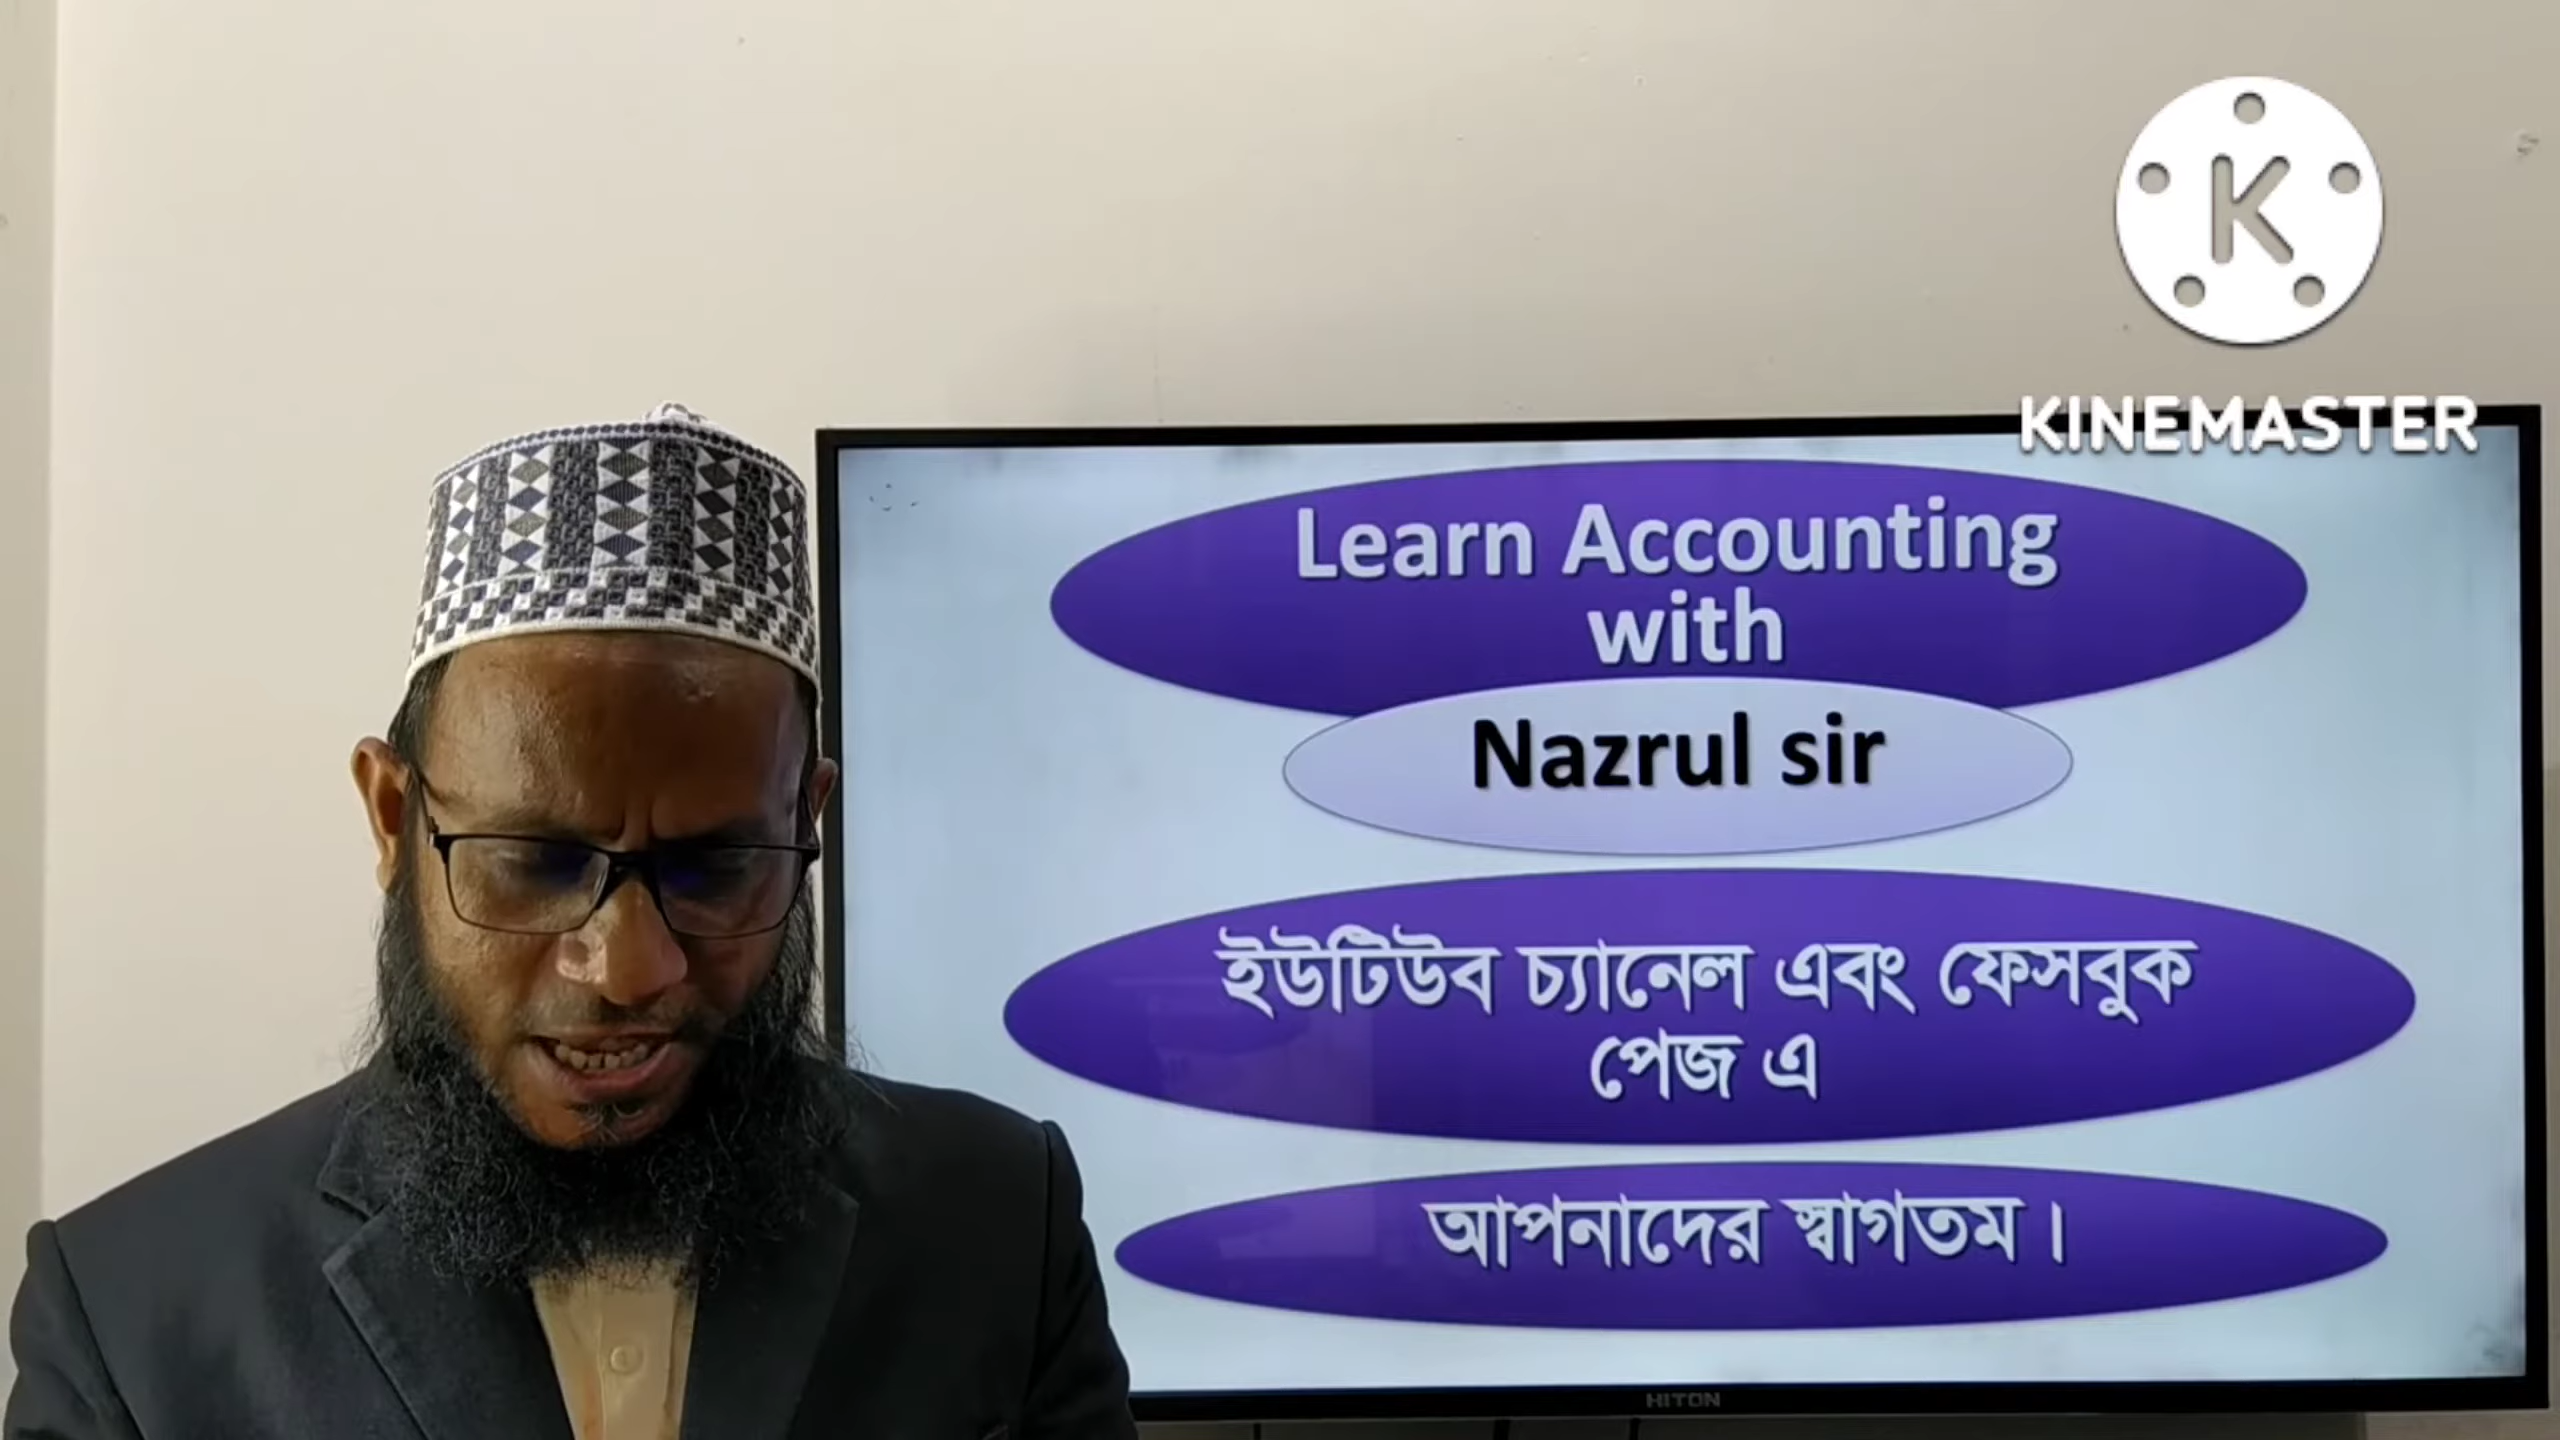 K
KINEMASTER
Learn Accounting
with
Nazrul sir
ইউটিউব চ্যানেল এবং ফেসবুক
পেজ এ
আপনাদের স্বাগতম।
HITON